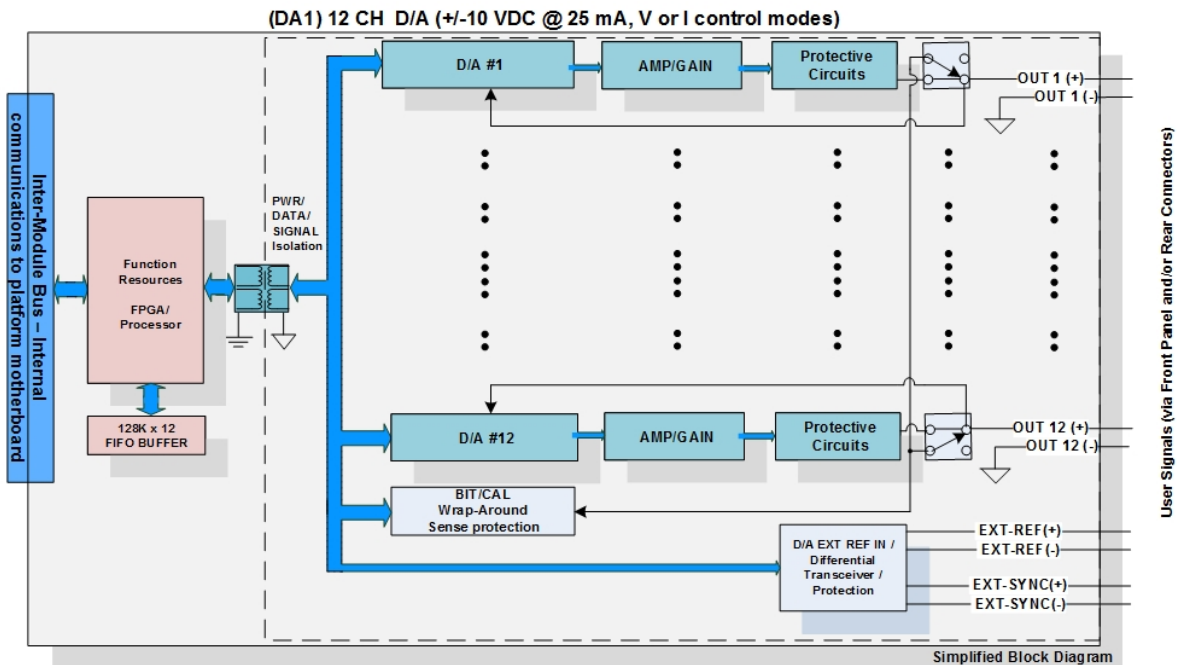 (DA1) 12 CH D/A (+/-10 VDC @ 25 mA, V or I control modes)
Inter-Module Bus – Internal
communications to platform motherboard
Function
Resources
FPGA/
Processor
128K x 12
FIFO BUFFER
PWR/
DATA/
SIGNAL
Isolation
D/A #1
AMP/GAIN
Protective
Circuits
OUT 1 (+)
OUT 1 (-)
D/A #12
AMP/GAIN
Protective
Circuits
OUT 12 (+)
OUT 12 (-)
BIT/CAL
Wrap-Around
Sense protection
D/A EXT REF IN /
Differential
Transceiver /
Protection
EXT-REF(+)
EXT-REF(-)
EXT-SYNC(+)
EXT-SYNC(-)
User Signals (via Front Panel and/or Rear Connectors)
Simplified Block Diagram